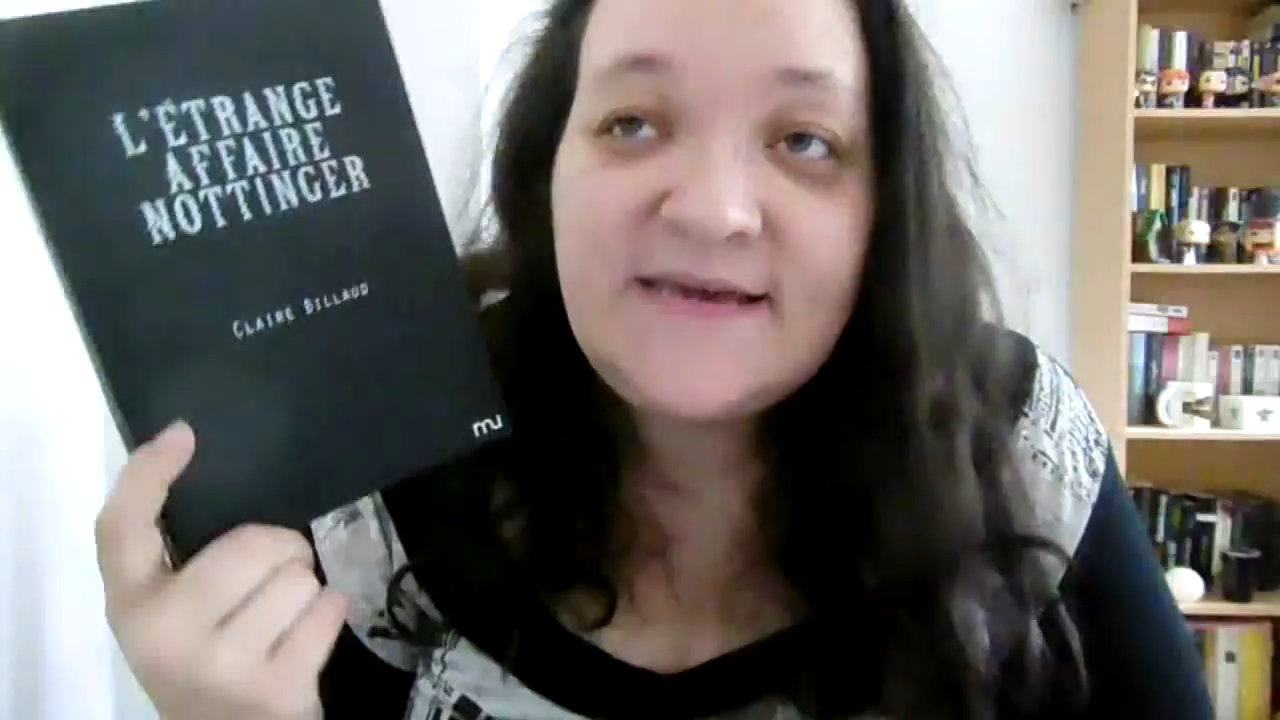 L'ÉTRANGE
AFFAIRE
NOTTINGER
CLAIRE BILLAUD
mu